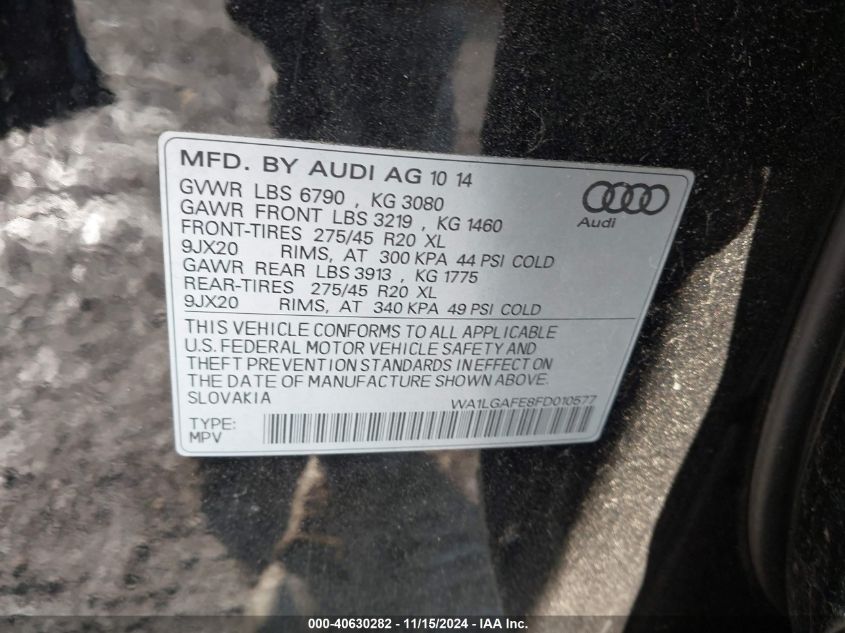 MFD. BY AUDI AG 10 14
GVWR LBS 6790 , KG 3080
GAWR FRONT LBS 3219 , KG 1460
FRONT-TIRES 275/45 R20 XL
9JX20 RIMS, AT 300 KPA 44 PSI COLD
GAWR REAR LBS 3913 , KG 1775
REAR-TIRES 275/45 R20 XL
9JX20 RIMS, AT 340 KPA 49 PSI COLD
Audi
THIS VEHICLE CONFORMS TO ALL APPLICABLE
U.S. FEDERAL MOTOR VEHICLE SAFETY AND
THEFT PREVENTION STANDARDS IN EFFECT ON
THE DATE OF MANUFACTURE SHOWN ABOVE.
SLOVAKIA WA1LGAFE8FD010577
TYPE:
MPV
000-40630282 - 11/15/2024 - IAA Inc.